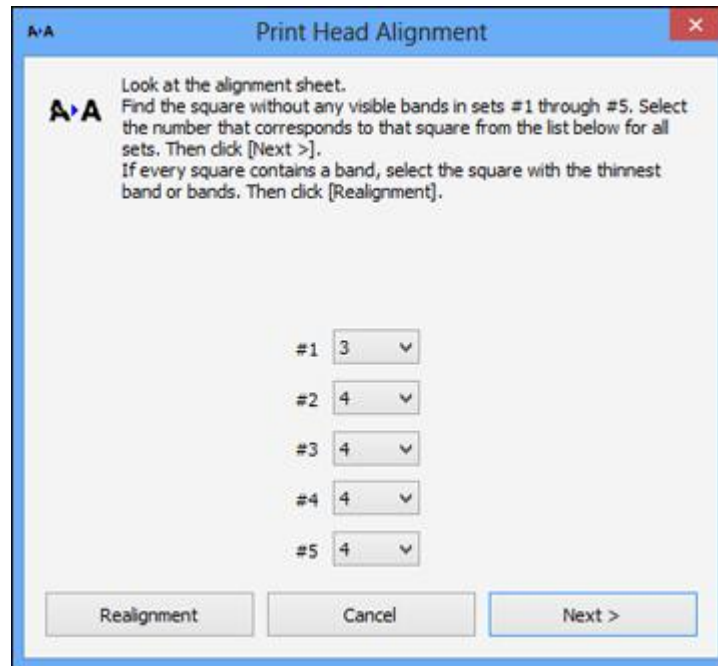 A▸A
Print Head Alignment
Look at the alignment sheet.
A▸A
Find the square without any visible bands in sets #1 through #5. Select
the number that corresponds to that square from the list below for all
sets. Then click [Next >].
If every square contains a band, select the square with the thinnest
band or bands. Then click [Realignment].
#1 3
#2 4
#3 4
#4 4
#5 4
Realignment Cancel Next >